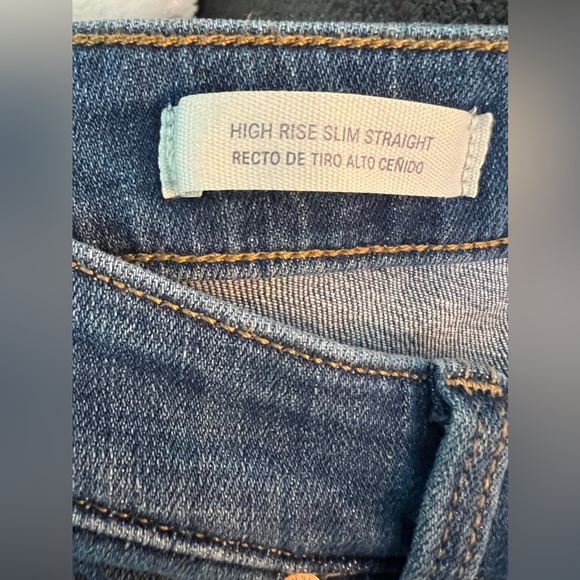 HIGH RISE SLIM STRAIGHT
RECTO DE TIRO ALTO CEÑIDO